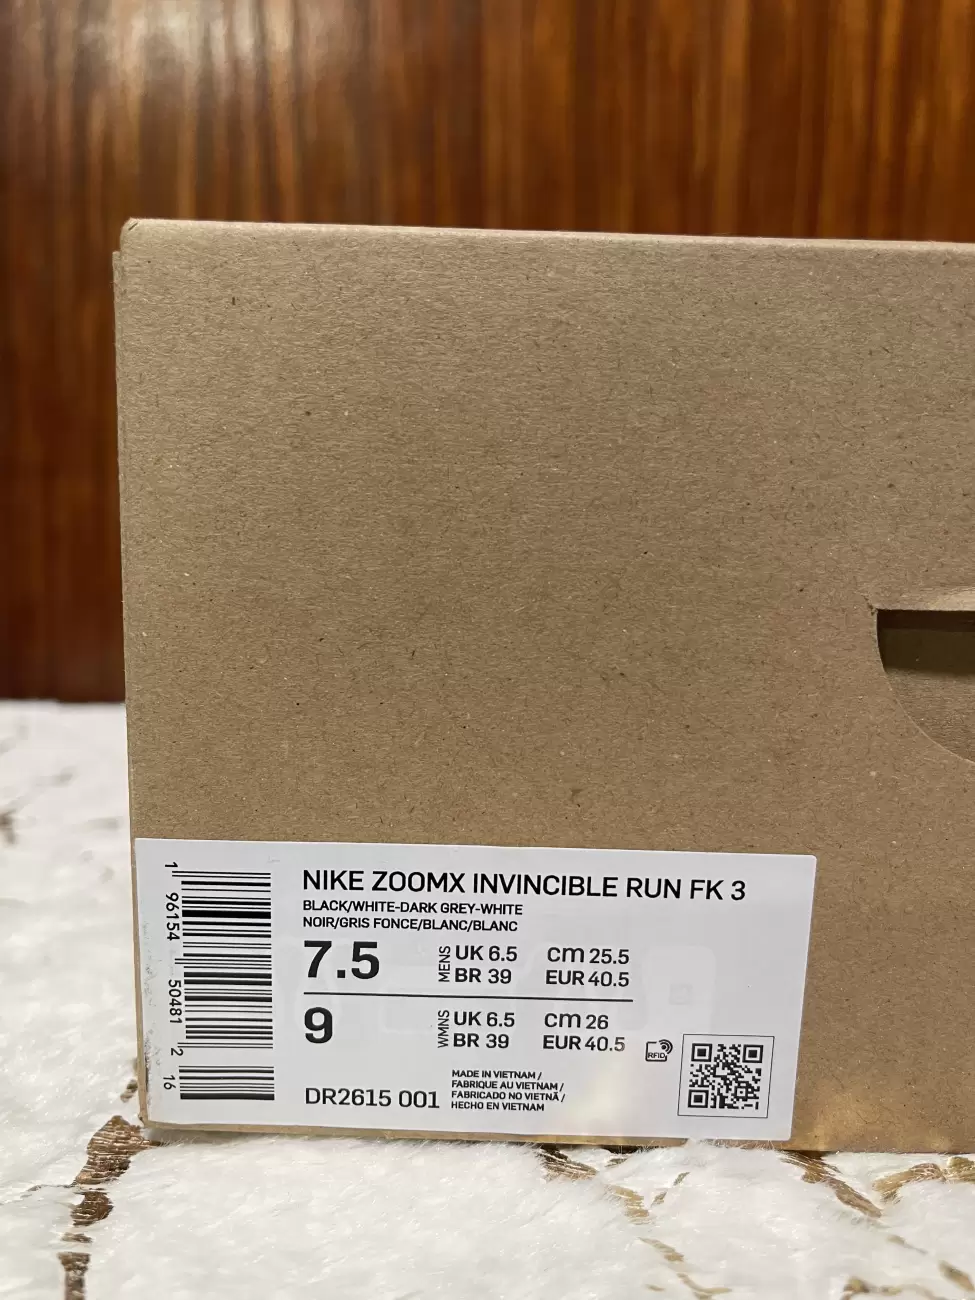 1 96154 50481 2 16
NIKE ZOOMX INVINCIBLE RUN FK 3
BLACK/WHITE-DARK GREY-WHITE
NOIR/GRIS FONCE/BLANC/BLANC
7.5 MENS UK 6.5 cm 25.5
BR 39 EUR 40.5
9 WMNS UK 6.5 cm 26
BR 39 EUR 40.5
RFID
DR2615 001
MADE IN VIETNAM /
FABRIQUE AU VIETNAM /
FABRICADO NO VIETNÃ /
HECHO EN VIETNAM